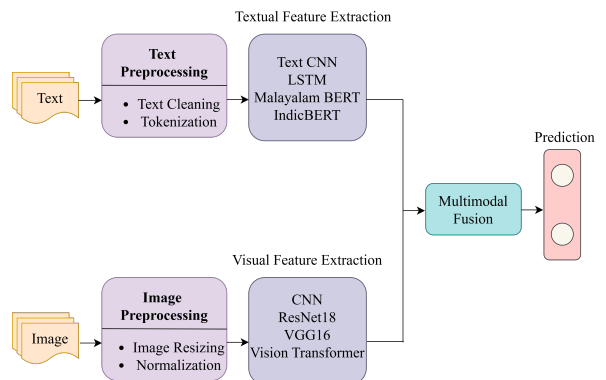 Textual Feature Extraction
Text
Text
Preprocessing
• Text Cleaning
• Tokenization
Text CNN
LSTM
Malayalam BERT
IndicBERT
Prediction
Multimodal
Fusion
Visual Feature Extraction
Image
Image
Preprocessing
• Image Resizing
• Normalization
CNN
ResNet18
VGG16
Vision Transformer